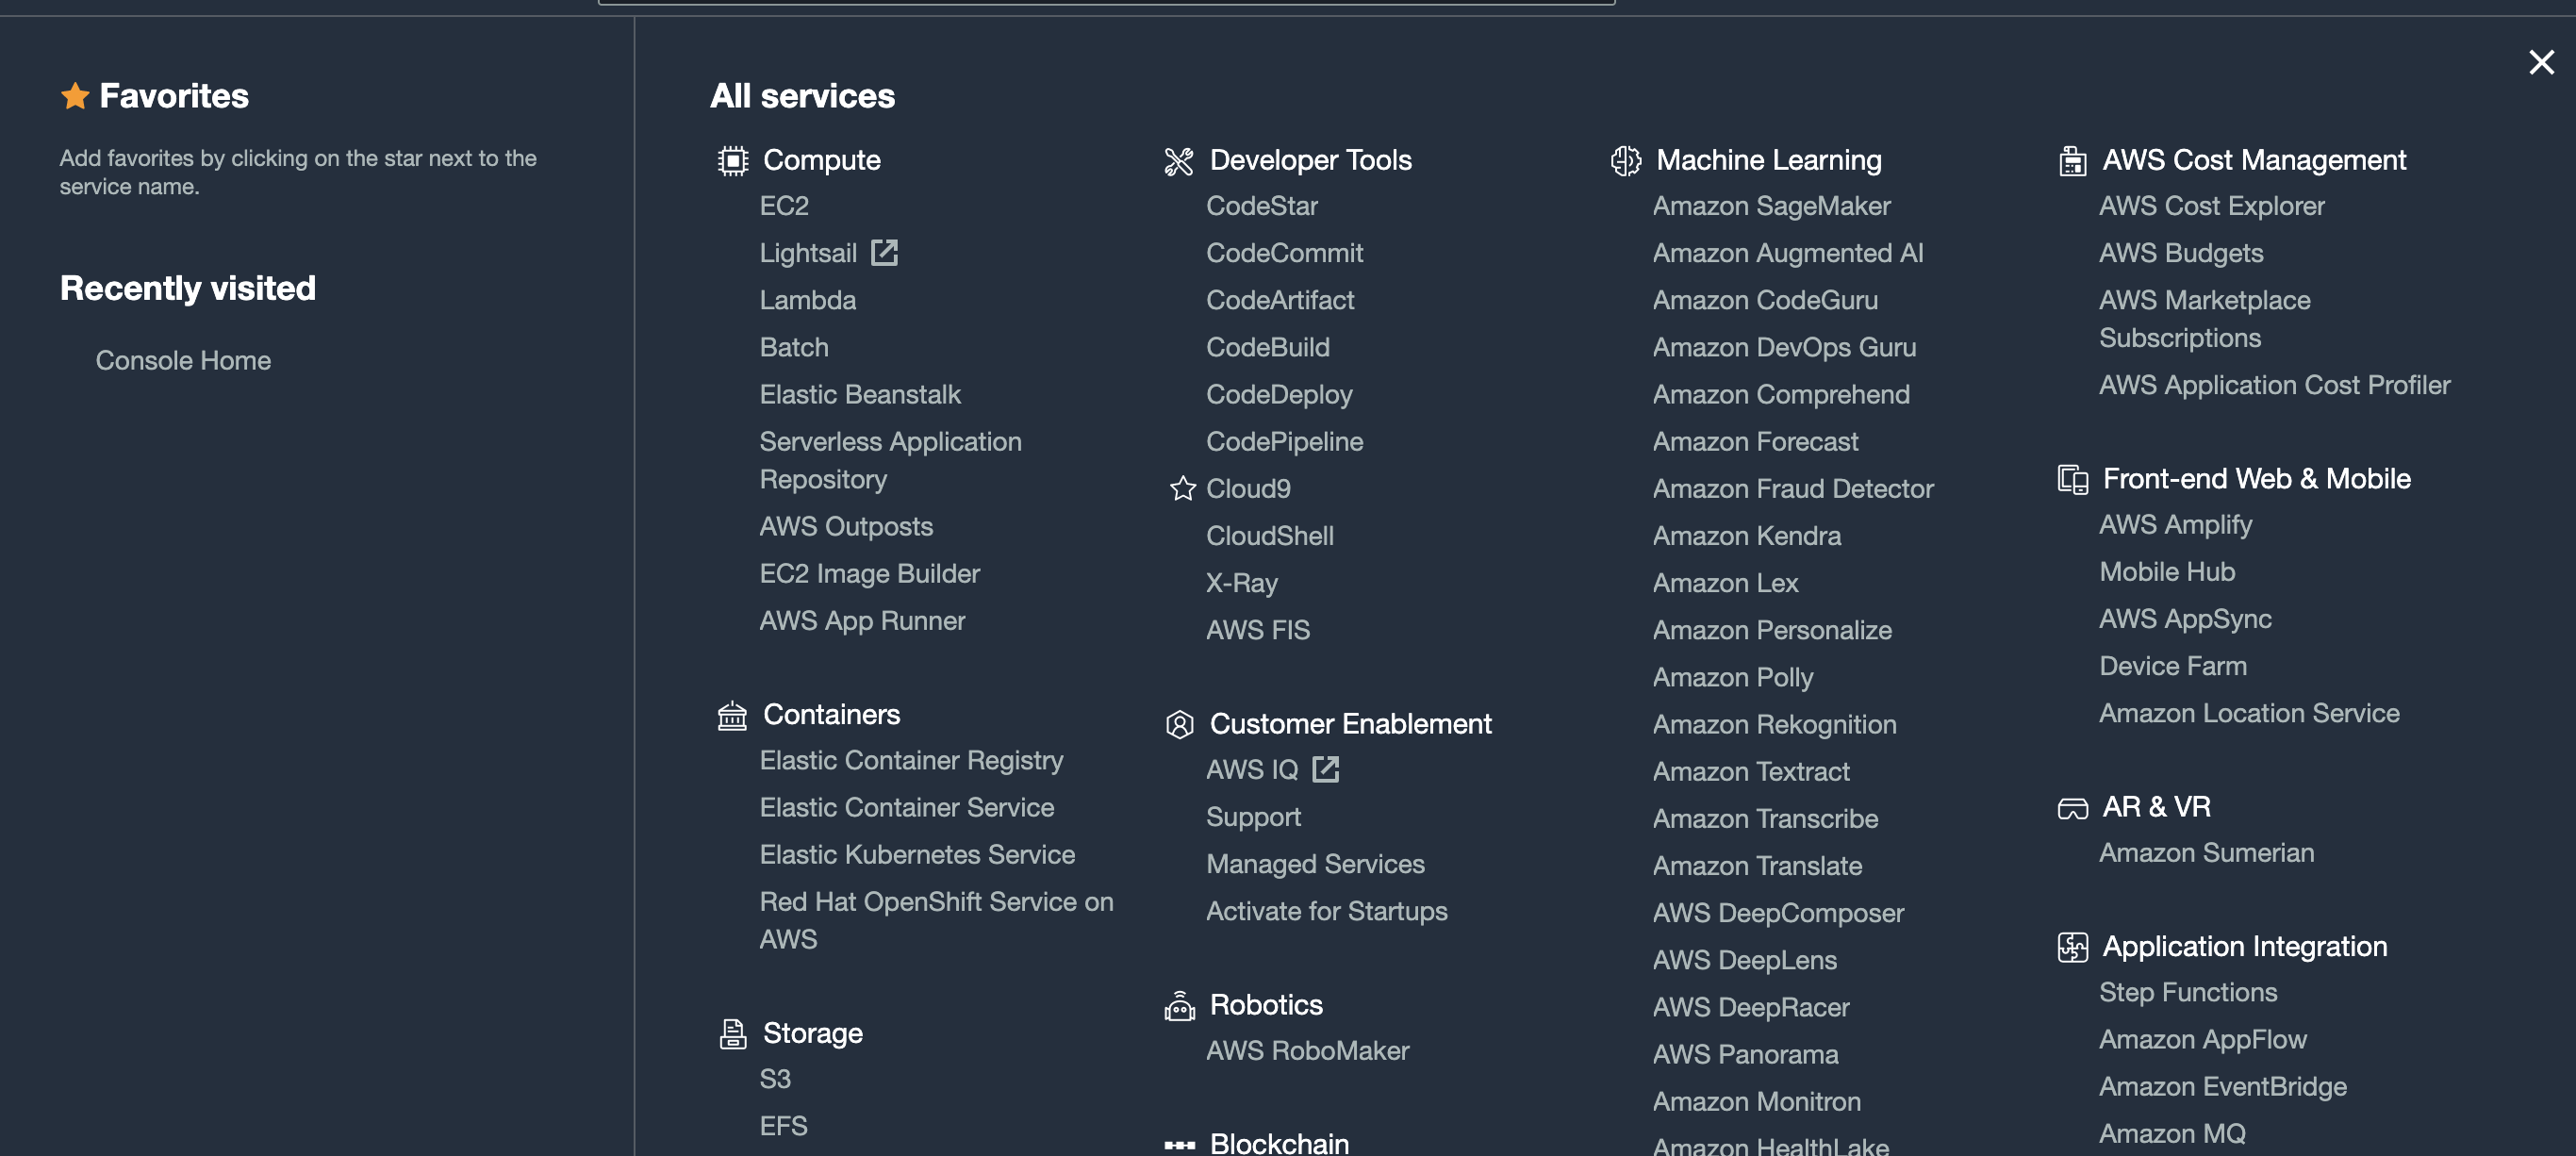 Favorites
Add favorites by clicking on the star next to the
service name.
Recently visited
Console Home
All services
Compute
EC2
Lightsail
Lambda
Batch
Elastic Beanstalk
Serverless Application
Repository
AWS Outposts
EC2 Image Builder
AWS App Runner
Containers
Elastic Container Registry
Elastic Container Service
Elastic Kubernetes Service
Red Hat OpenShift Service on
AWS
Storage
S3
EFS
Developer Tools
CodeStar
CodeCommit
CodeArtifact
CodeBuild
CodeDeploy
CodePipeline
Cloud9
CloudShell
X-Ray
AWS FIS
Customer Enablement
AWS IQ
Support
Managed Services
Activate for Startups
Robotics
AWS RoboMaker
Blockchain
Machine Learning
Amazon SageMaker
Amazon Augmented AI
Amazon CodeGuru
Amazon DevOps Guru
Amazon Comprehend
Amazon Forecast
Amazon Fraud Detector
Amazon Kendra
Amazon Lex
Amazon Personalize
Amazon Polly
Amazon Rekognition
Amazon Textract
Amazon Transcribe
Amazon Translate
AWS DeepComposer
AWS DeepLens
AWS DeepRacer
AWS Panorama
Amazon Monitron
Amazon HealthLake
AWS Cost Management
AWS Cost Explorer
AWS Budgets
AWS Marketplace
Subscriptions
AWS Application Cost Profiler
Front-end Web & Mobile
AWS Amplify
Mobile Hub
AWS AppSync
Device Farm
Amazon Location Service
AR & VR
Amazon Sumerian
Application Integration
Step Functions
Amazon AppFlow
Amazon EventBridge
Amazon MQ